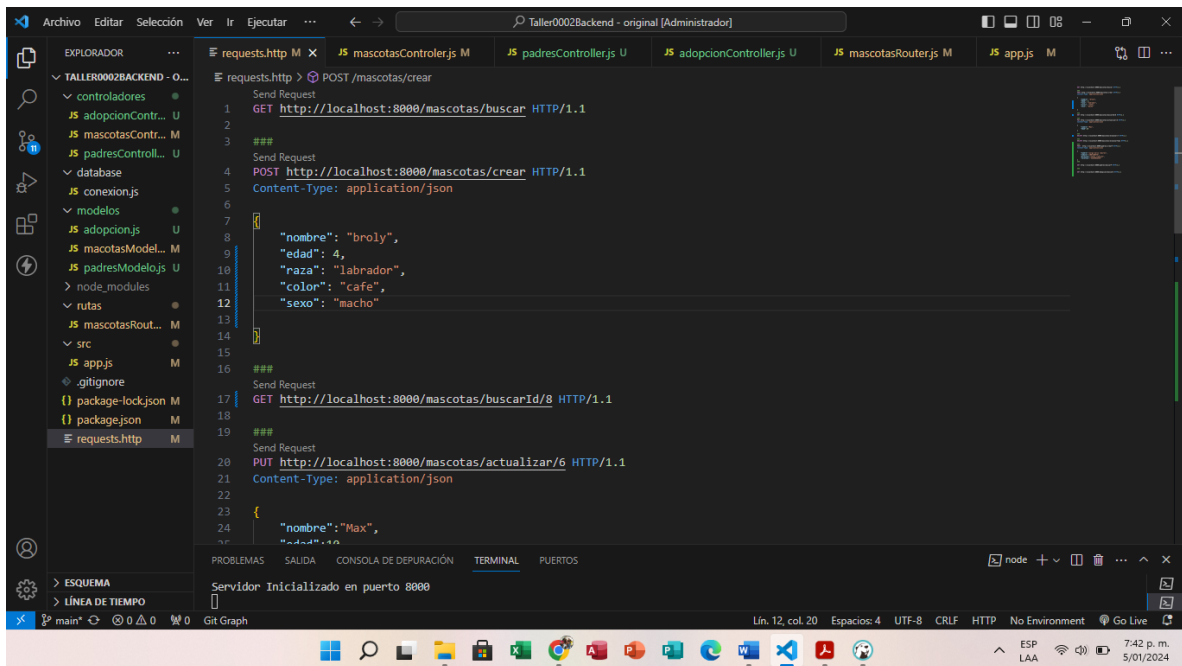 Archivo Editar Selección Ver Ir Ejecutar ··· Taller0002Backend - original [Administrador]
EXPLORADOR
TALLER0002BACKEND - O...
controladores
JS adopcionContr... U
JS mascotasContr... M
JS padresControll... U
database
JS conexion.js
modelos
JS adopcion.js U
JS macotasModel... M
JS padresModelo.js U
node_modules
rutas
JS mascotasRout... M
src
JS app.js M
.gitignore
{} package-lock.json M
{} package.json M
requests.http M
ESQUEMA
LÍNEA DE TIEMPO
11
requests.http M JS mascotasControler.js M JS padresController.js U JS adopcionController.js U JS mascotasRouter.js M JS app.js M
requests.http > POST /mascotas/crear
Send Request
1 GET http://localhost:8000/mascotas/buscar HTTP/1.1
2
3 ###
Send Request
4 POST http://localhost:8000/mascotas/crear HTTP/1.1
5 Content-Type: application/json
6
7 {
8 "nombre": "broly",
9 "edad": 4,
10 "raza": "labrador",
11 "color": "cafe",
12 "sexo": "macho"
13
14 }
15
16 ###
Send Request
17 GET http://localhost:8000/mascotas/buscarId/8 HTTP/1.1
18
19 ###
Send Request
20 PUT http://localhost:8000/mascotas/actualizar/6 HTTP/1.1
21 Content-Type: application/json
22
23 {
24 "nombre":"Max",
PROBLEMAS SALIDA CONSOLA DE DEPURACIÓN TERMINAL PUERTOS
node
Servidor Inicializado en puerto 8000
main* 0 0 0 Git Graph Lín. 12, col. 20 Espacios: 4 UTF-8 CRLF HTTP No Environment Go Live
ESP
LAA
7:42 p. m.
5/01/2024